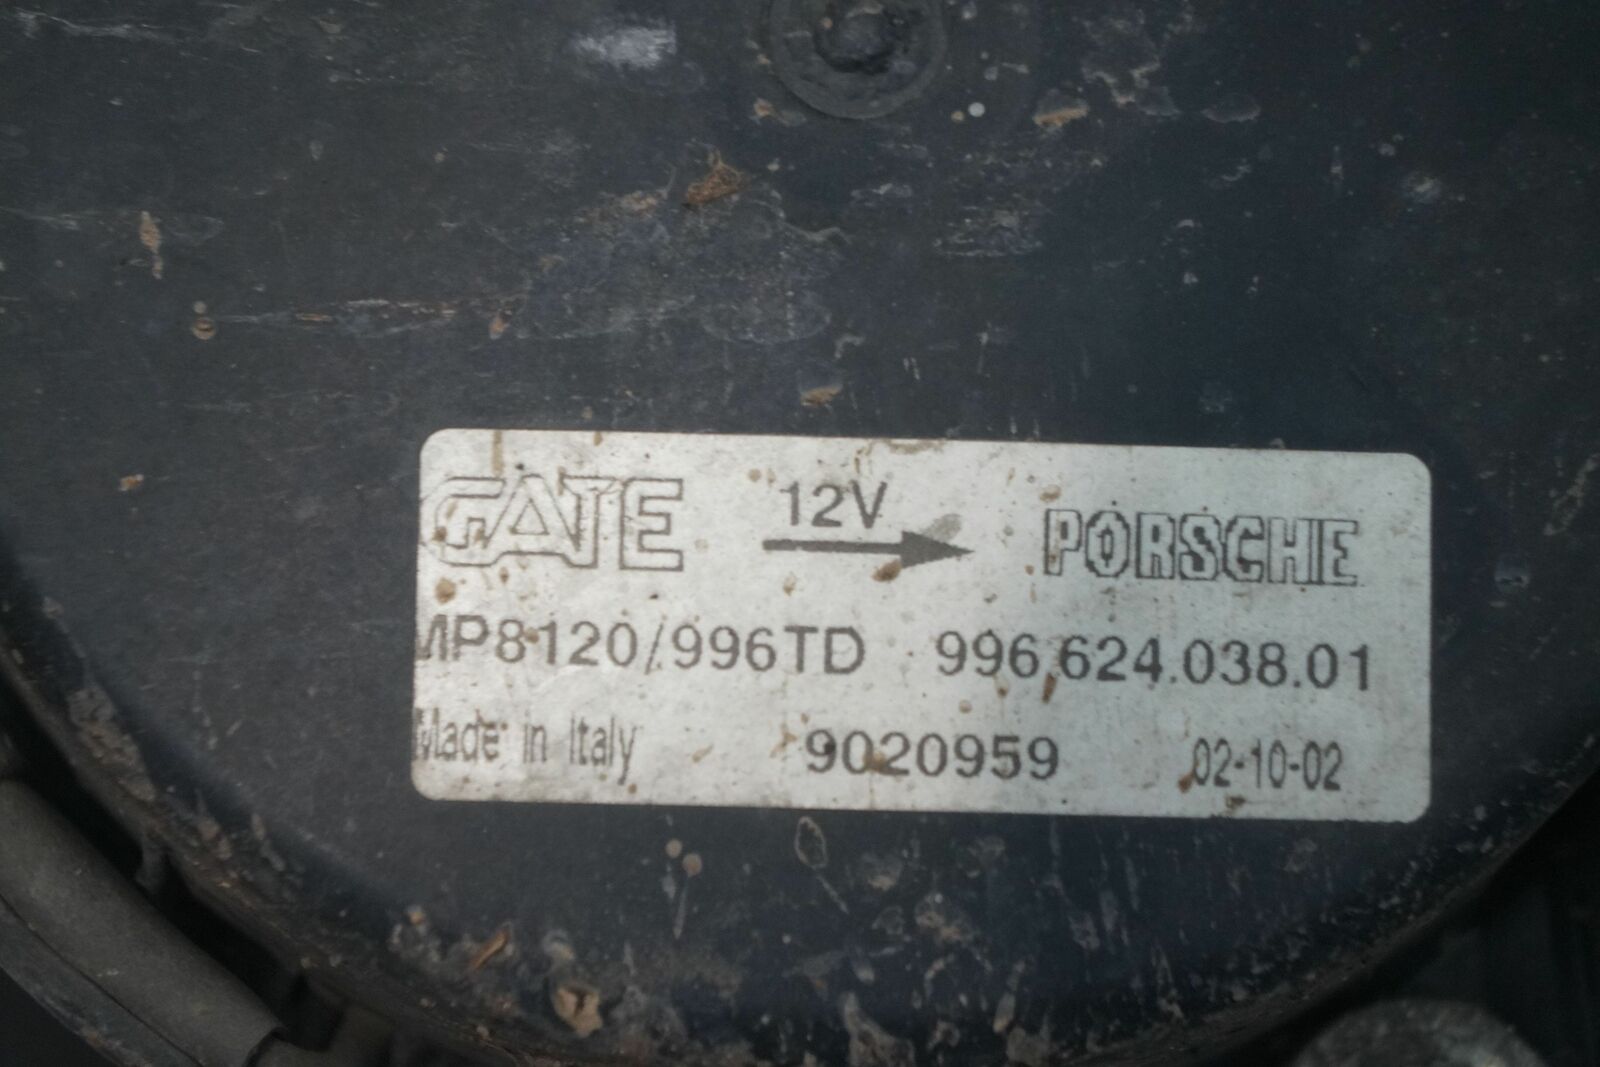 GATE 12V PORSCHE
MP8120/996TD 996.624.038.01
Made in Italy 9020959 02-10-02